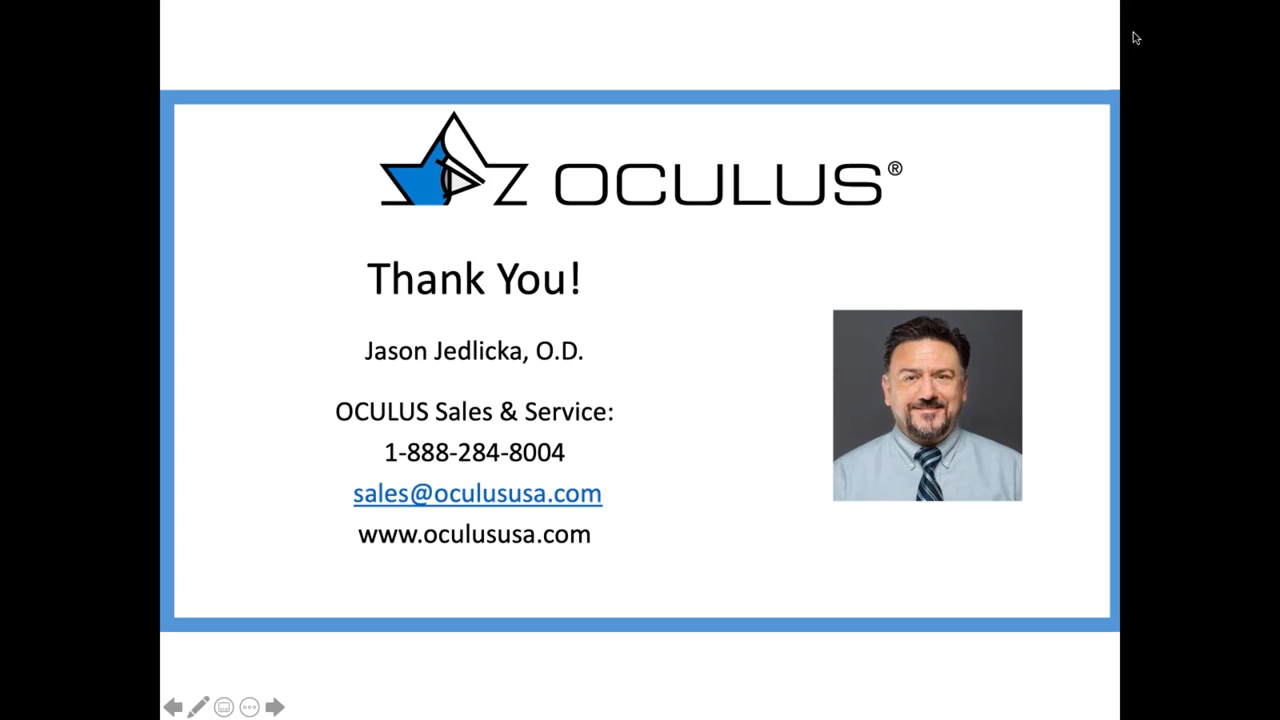 OCULUS®
Thank You!
Jason Jedlicka, O.D.
OCULUS Sales & Service:
1-888-284-8004
sales@oculususa.com
www.oculususa.com